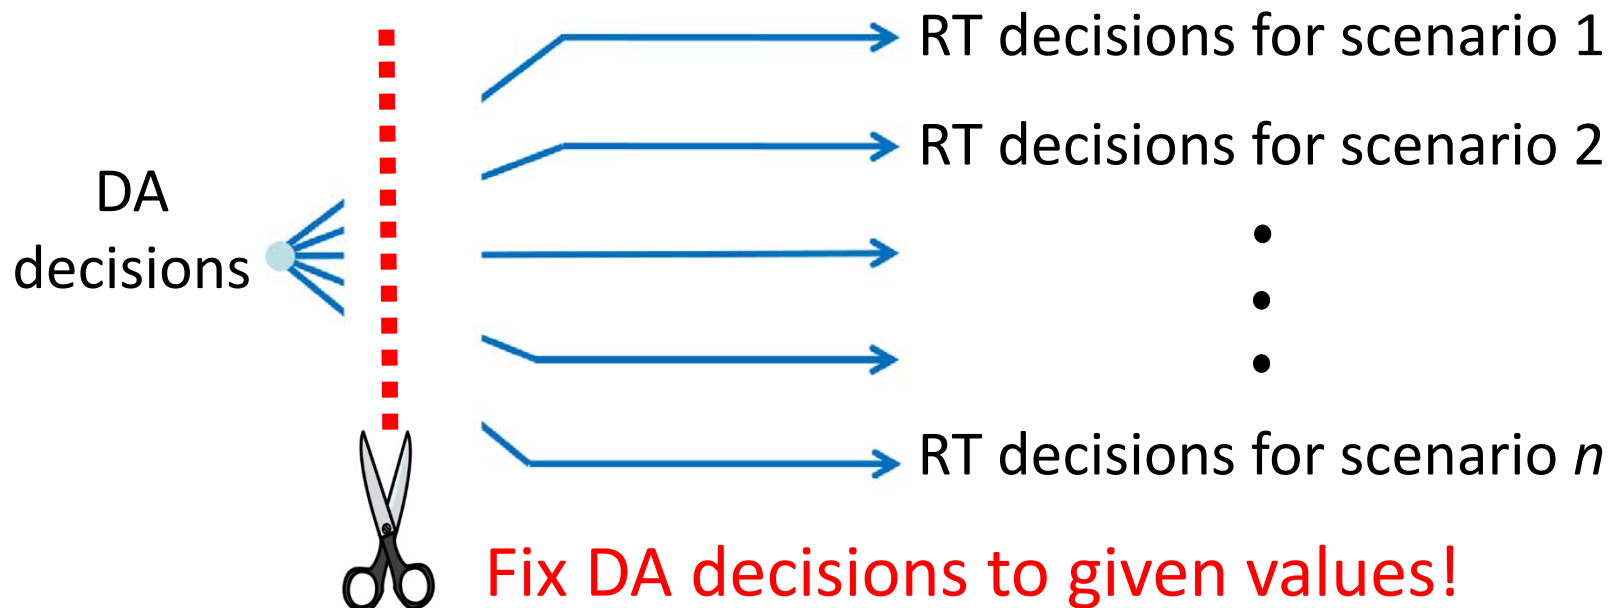 RT decisions for scenario 1
RT decisions for scenario 2
DA
decisions
RT decisions for scenario n
Fix DA decisions to given values!